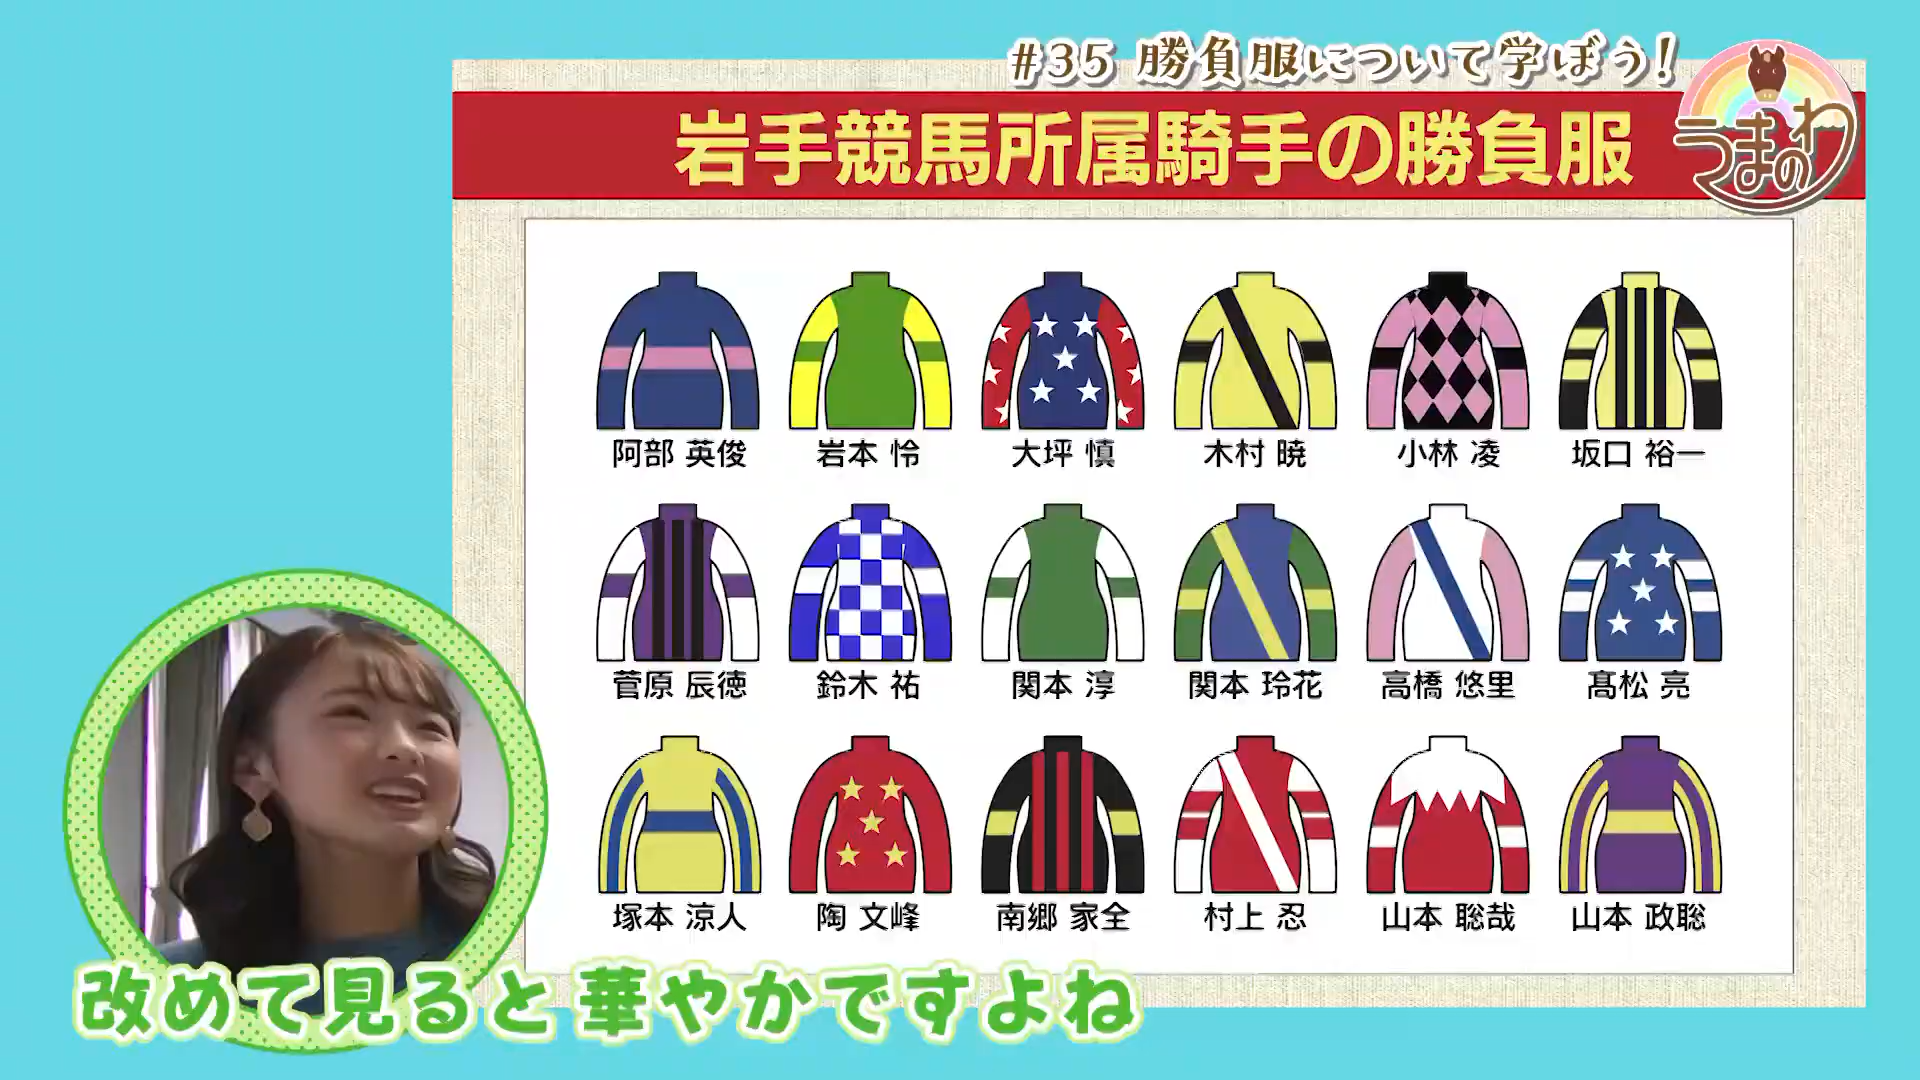 #35 勝負服について学ぼう!
うまのわ
岩手競馬所属騎手の勝負服
阿部 英俊 岩本 怜 大坪 慎 木村 暁 小林 凌 坂口 裕一
菅原 辰徳 鈴木 祐 関本 淳 関本 玲花 高橋 悠里 髙松 亮
塚本 涼人 陶 文峰 南郷 家全 村上 忍 山本 聡哉 山本 政聡
改めて見ると 華やかですよね